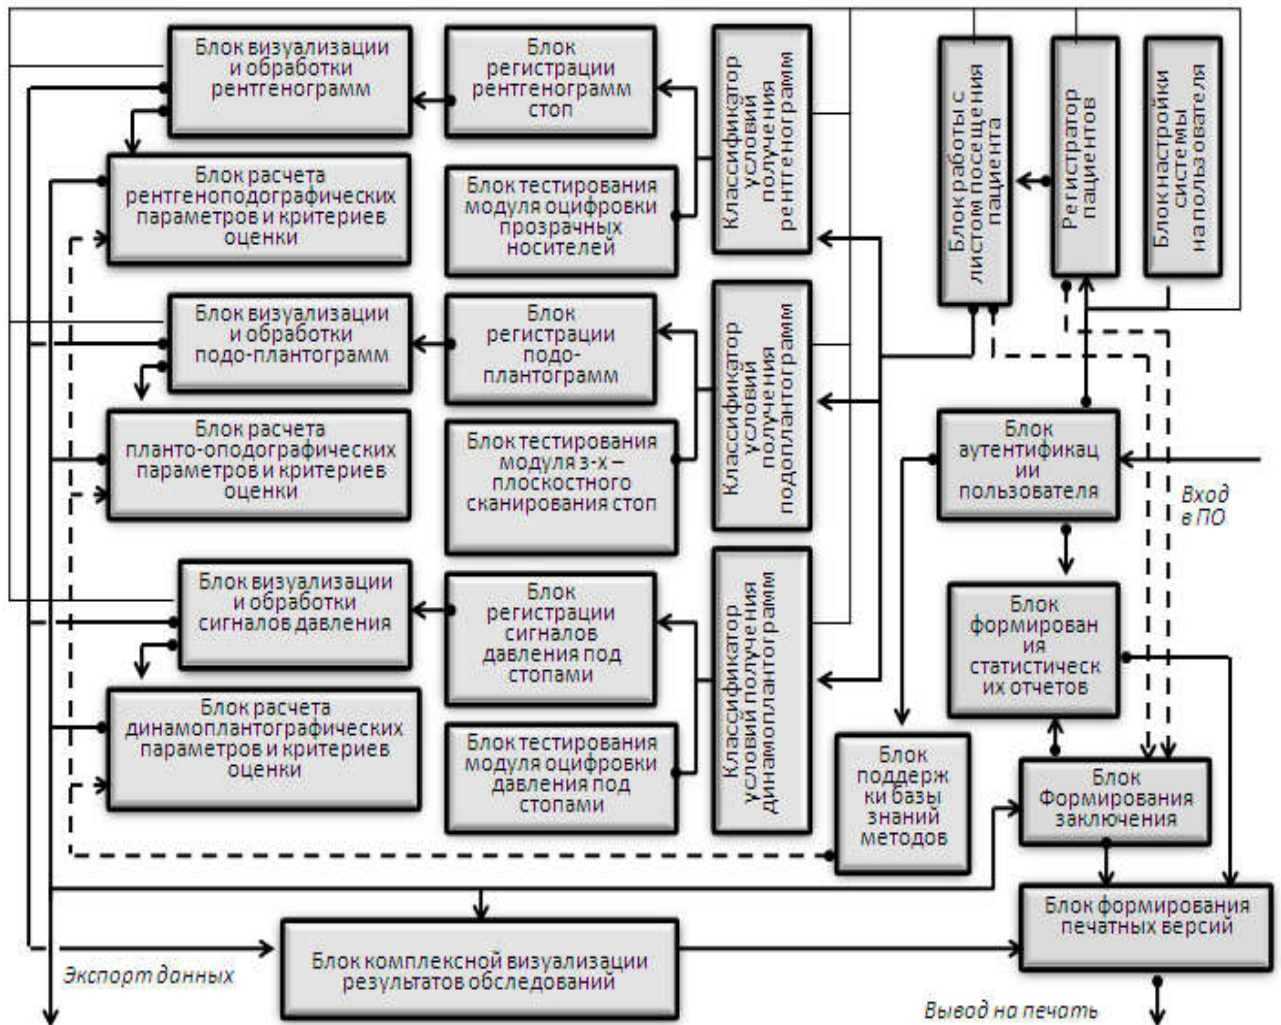 Блок визуализации
и обработки
рентгенограмм
Блок
регистрации
рентгенограмм
стоп
Классификатор
условий
получения
рентгенограмм
Блок работы с
листом посещения
пациента
Регистратор
пациентов
Блок настройки
системы
на пользователя
Блок расчета
рентгеноподографических
параметров и критериев
оценки
Блок тестирования
модуля оцифровки
прозрачных
носителей
Блок визуализации
и обработки
подо-плантограмм
Блок
регистрации
подо-
плантограмм
Классификатор
условий
получения
подоплантограмм
Блок расчета
планто-оподографических
параметров и критериев
оценки
Блок тестирования
модуля 3-х –
плоскостного
сканирования стоп
Блок
аутентификац
ии
пользователя
Вход
в ПО
Блок визуализации
и обработки
сигналов давления
Блок
регистрации
сигналов
давления под
стопами
Классификатор
условий получения
динамоплантограмм
Блок
формирован
ия
статистическ
их отчетов
Блок расчета
динамоплантографических
параметров и критериев
оценки
Блок тестирования
модуля оцифровки
давления под
стопами
Блок
поддерж
ки базы
знаний
методов
Блок
Формирования
заключения
Блок формирования
печатных версий
Экспорт данных
Блок комплексной визуализации
результатов обследований
Вывод на печать